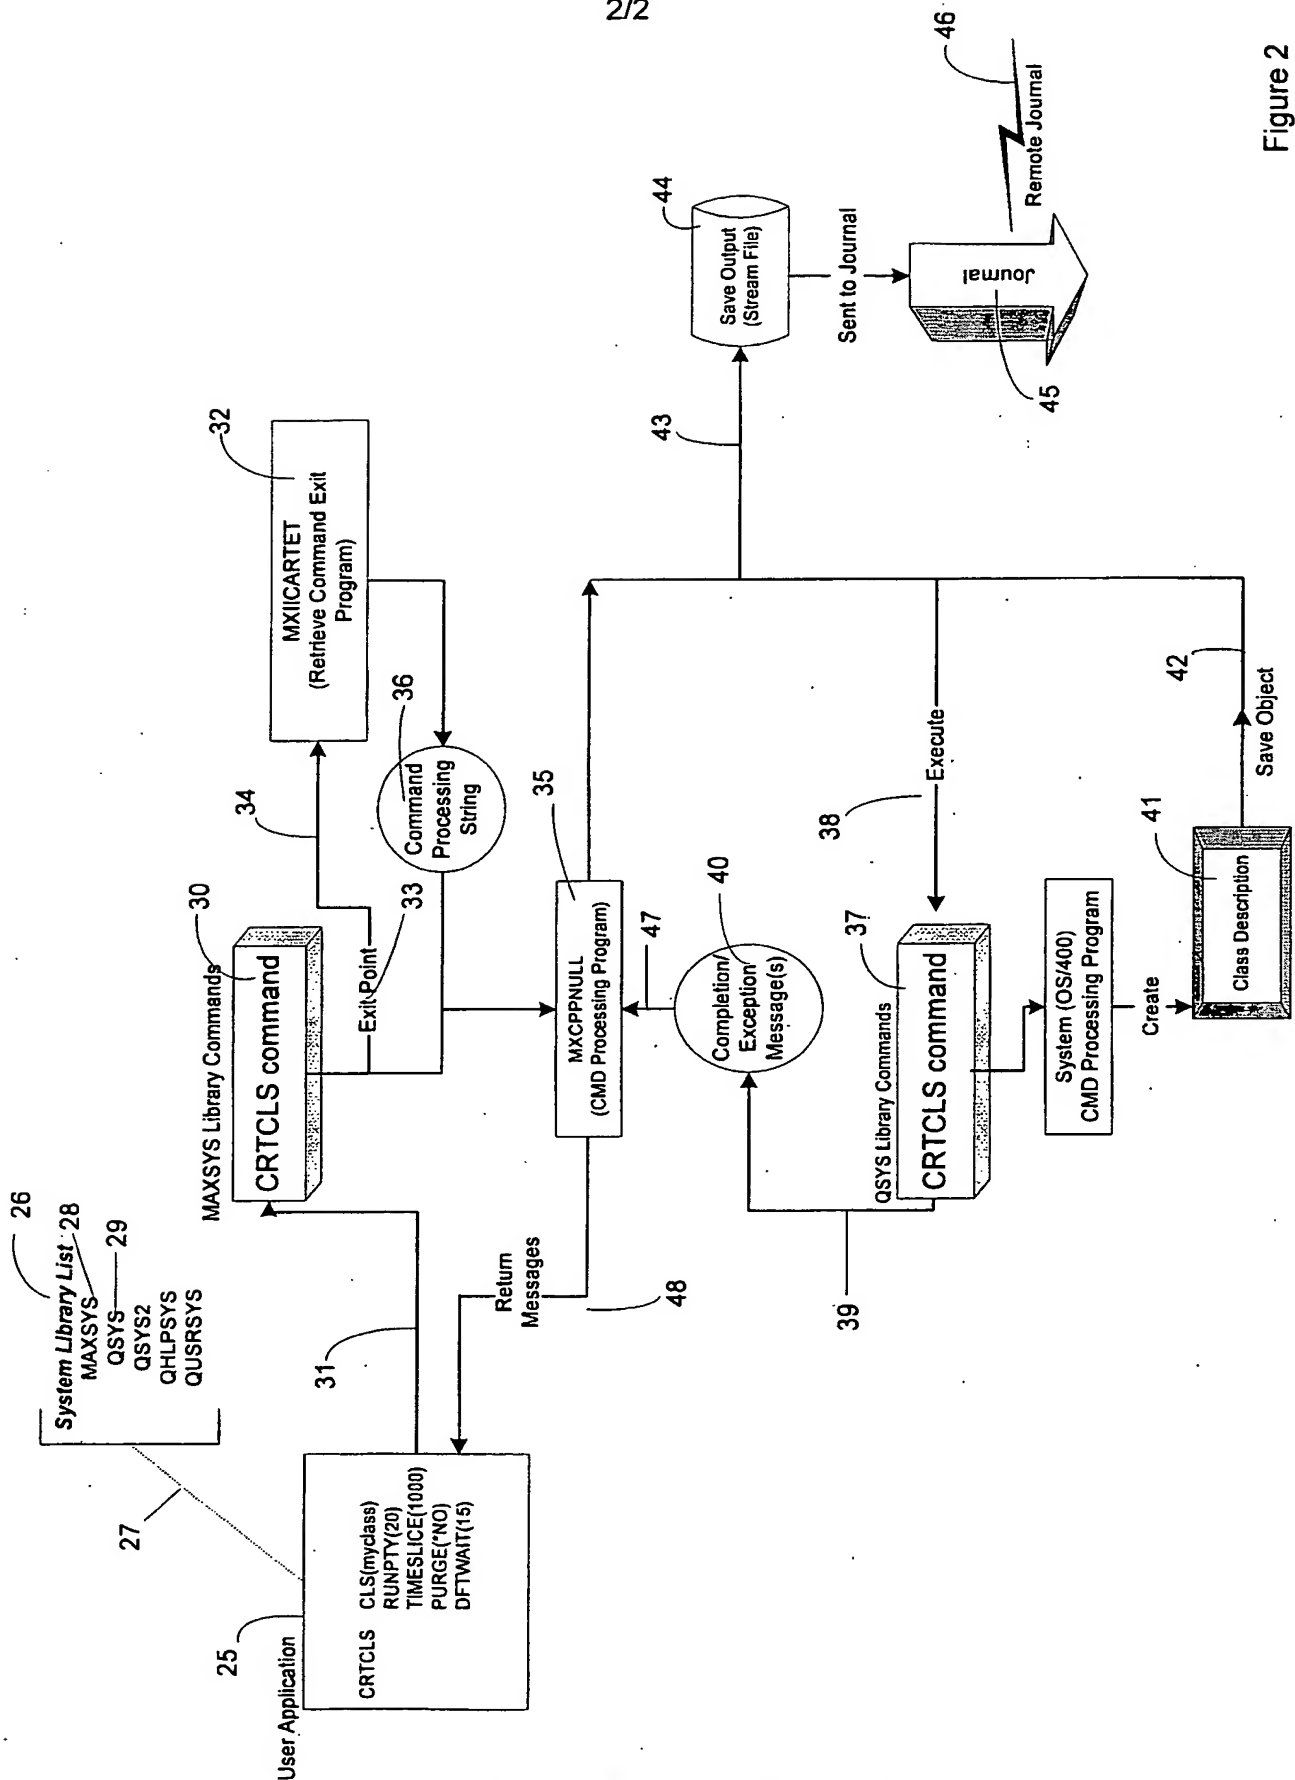 2/2
26
System Library List
28
MAXSYS
29
QSYS
QSYS2
QHLPSYS
QUSRSYS
27
25
User Application
CRTCLS
CLS(myclass)
RUNPTY(20)
TIMESLICE(1000)
PURGE(*NO)
DFTWAIT(15)
31
MAXSYS Library Commands
30
CRTCLS command
Exit Point
33
34
32
MXIICARTET
(Retrieve Command Exit
Program)
36
Command
Processing
String
35
MXCPPNULL
(CMD Processing Program)
Return
Messages
48
47
40
Completion/
Exception
Message(s)
39
QSYS Library Commands
37
CRTCLS command
38
Execute
System (OS/400)
CMD Processing Program
Create
41
Class Description
42
Save Object
43
44
Save Output
(Stream File)
Sent to Journal
Journal
45
46
Remote Journal
Figure 2